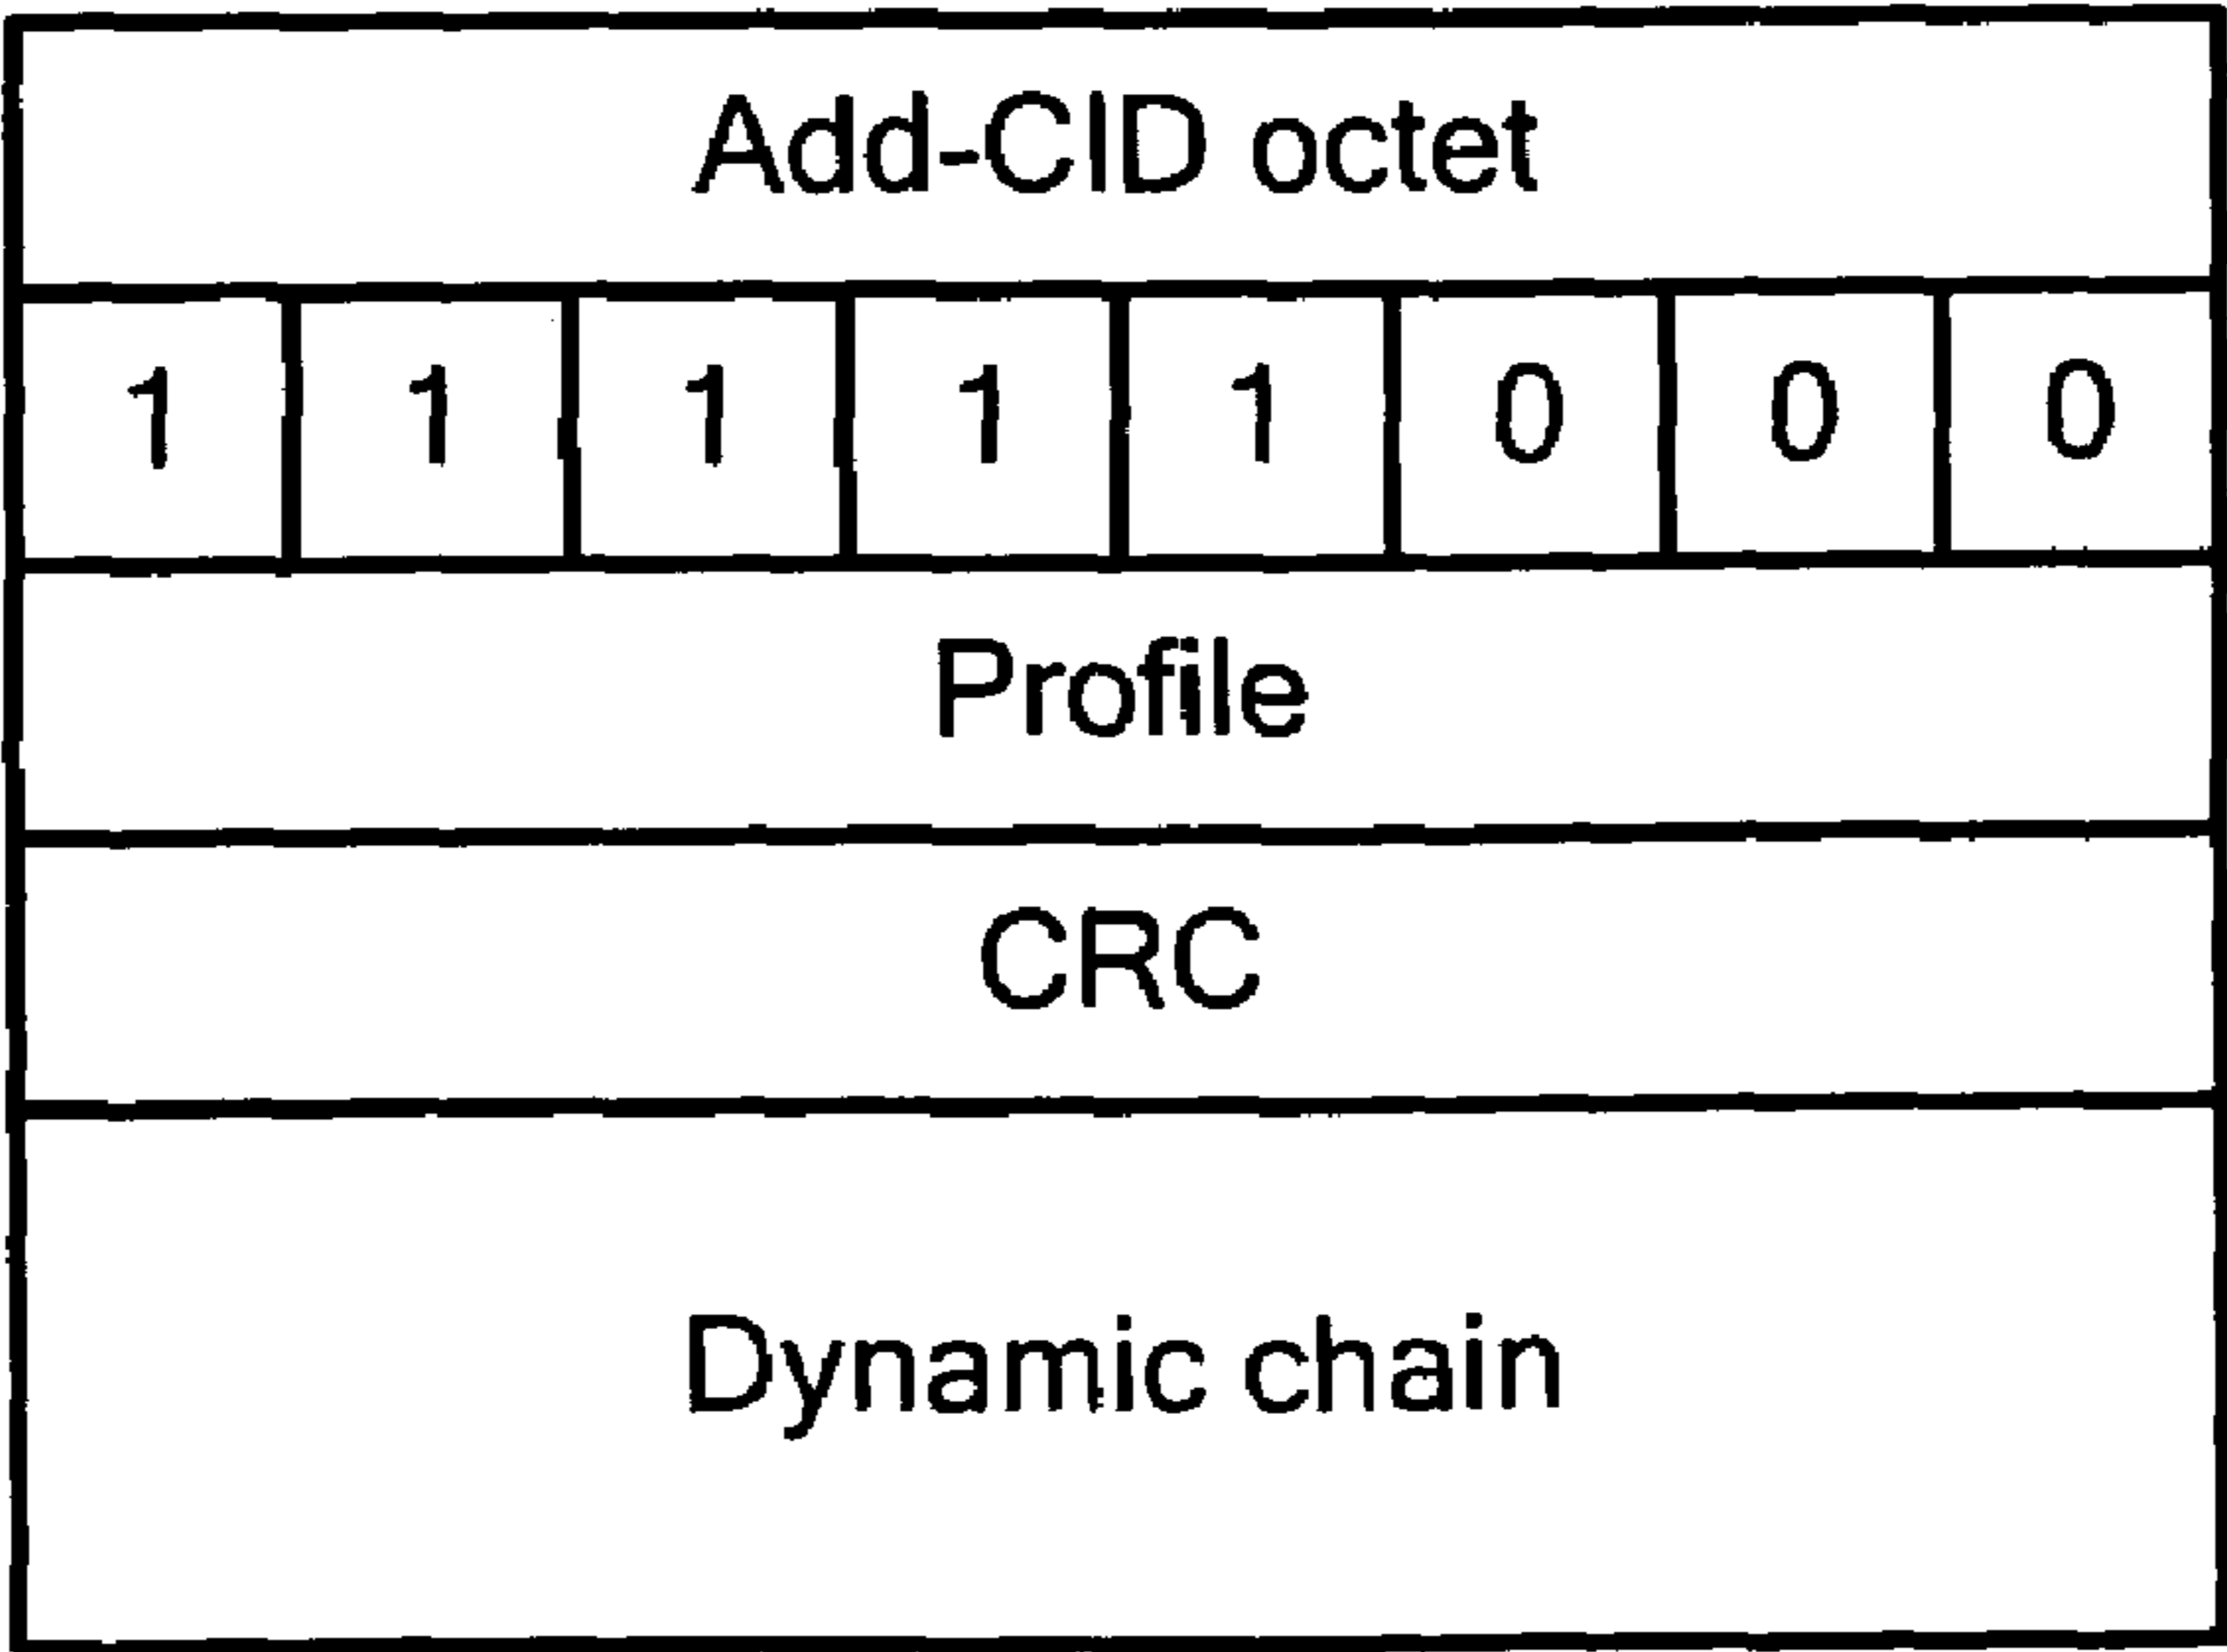 Add-CID octet
1 1 1 1 1 0 0 0
Profile
CRC
Dynamic chain